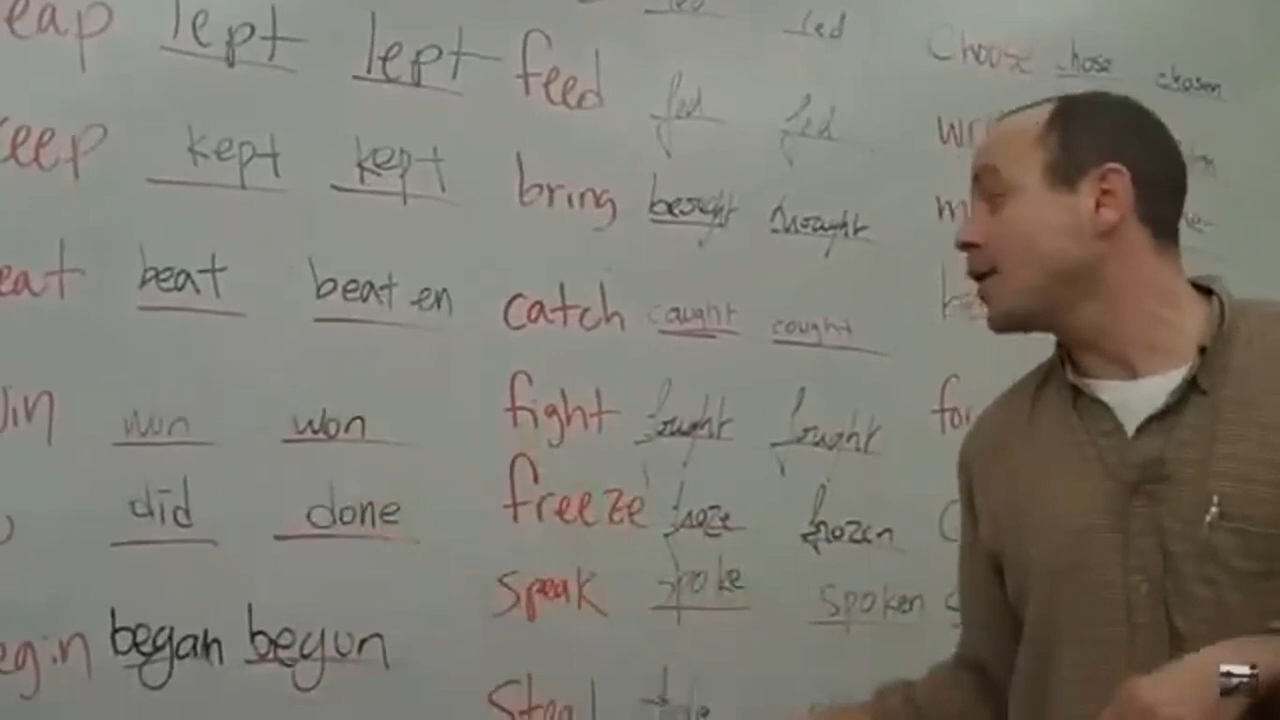 eap lept lept
eep kept kept
eat beat beaten
in won won
did done
egin began begun
fed
feed fed fed
bring
catch caught caught
fight fought fought
freeze froze frozen
speak spoke spoken
Steal
Choose chose chosen
wr
m
for